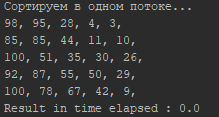 Сортируем в одном потоке...
98, 95, 28, 4, 3,
85, 85, 44, 11, 10,
100, 51, 35, 30, 26,
92, 87, 55, 50, 29,
100, 78, 67, 42, 9,
Result in time elapsed : 0.0